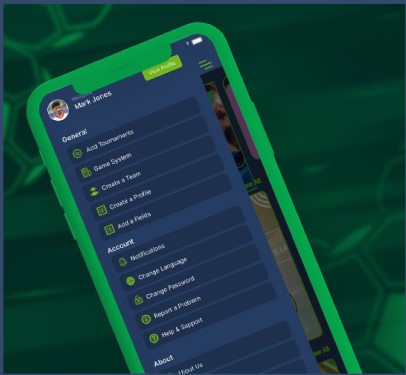 Welcome
Mark Jones
View Profile
General
Add Tournaments
Game System
Create a Team
Create a Profile
Add a Fields
Account
Notifications
Change Language
Change Password
Report a Problem
Help & Support
About
About Us